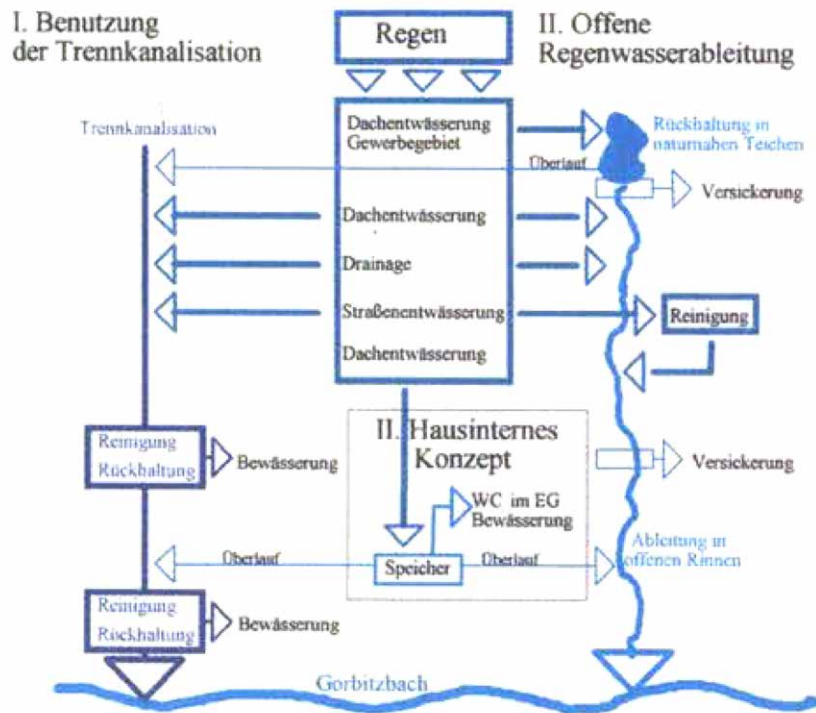 I. Benutzung
der Trennkanalisation
Regen
II. Offene
Regenwasserableitung
Trennkanalisation
Dachentwässerung
Gewerbegebiet
Überlauf
Rückhaltung in
naturnahen Teichen
Versickerung
Dachentwässerung
Drainage
Straßenentwässerung
Reinigung
Dachentwässerung
II. Hausinternes
Konzept
Reinigung
Rückhaltung
Bewässerung
Versickerung
WC im EG
Bewässerung
Überlauf
Speicher
Überlauf
Ableitung in
offenen Rinnen
Reinigung
Rückhaltung
Bewässerung
Gorbitzbach